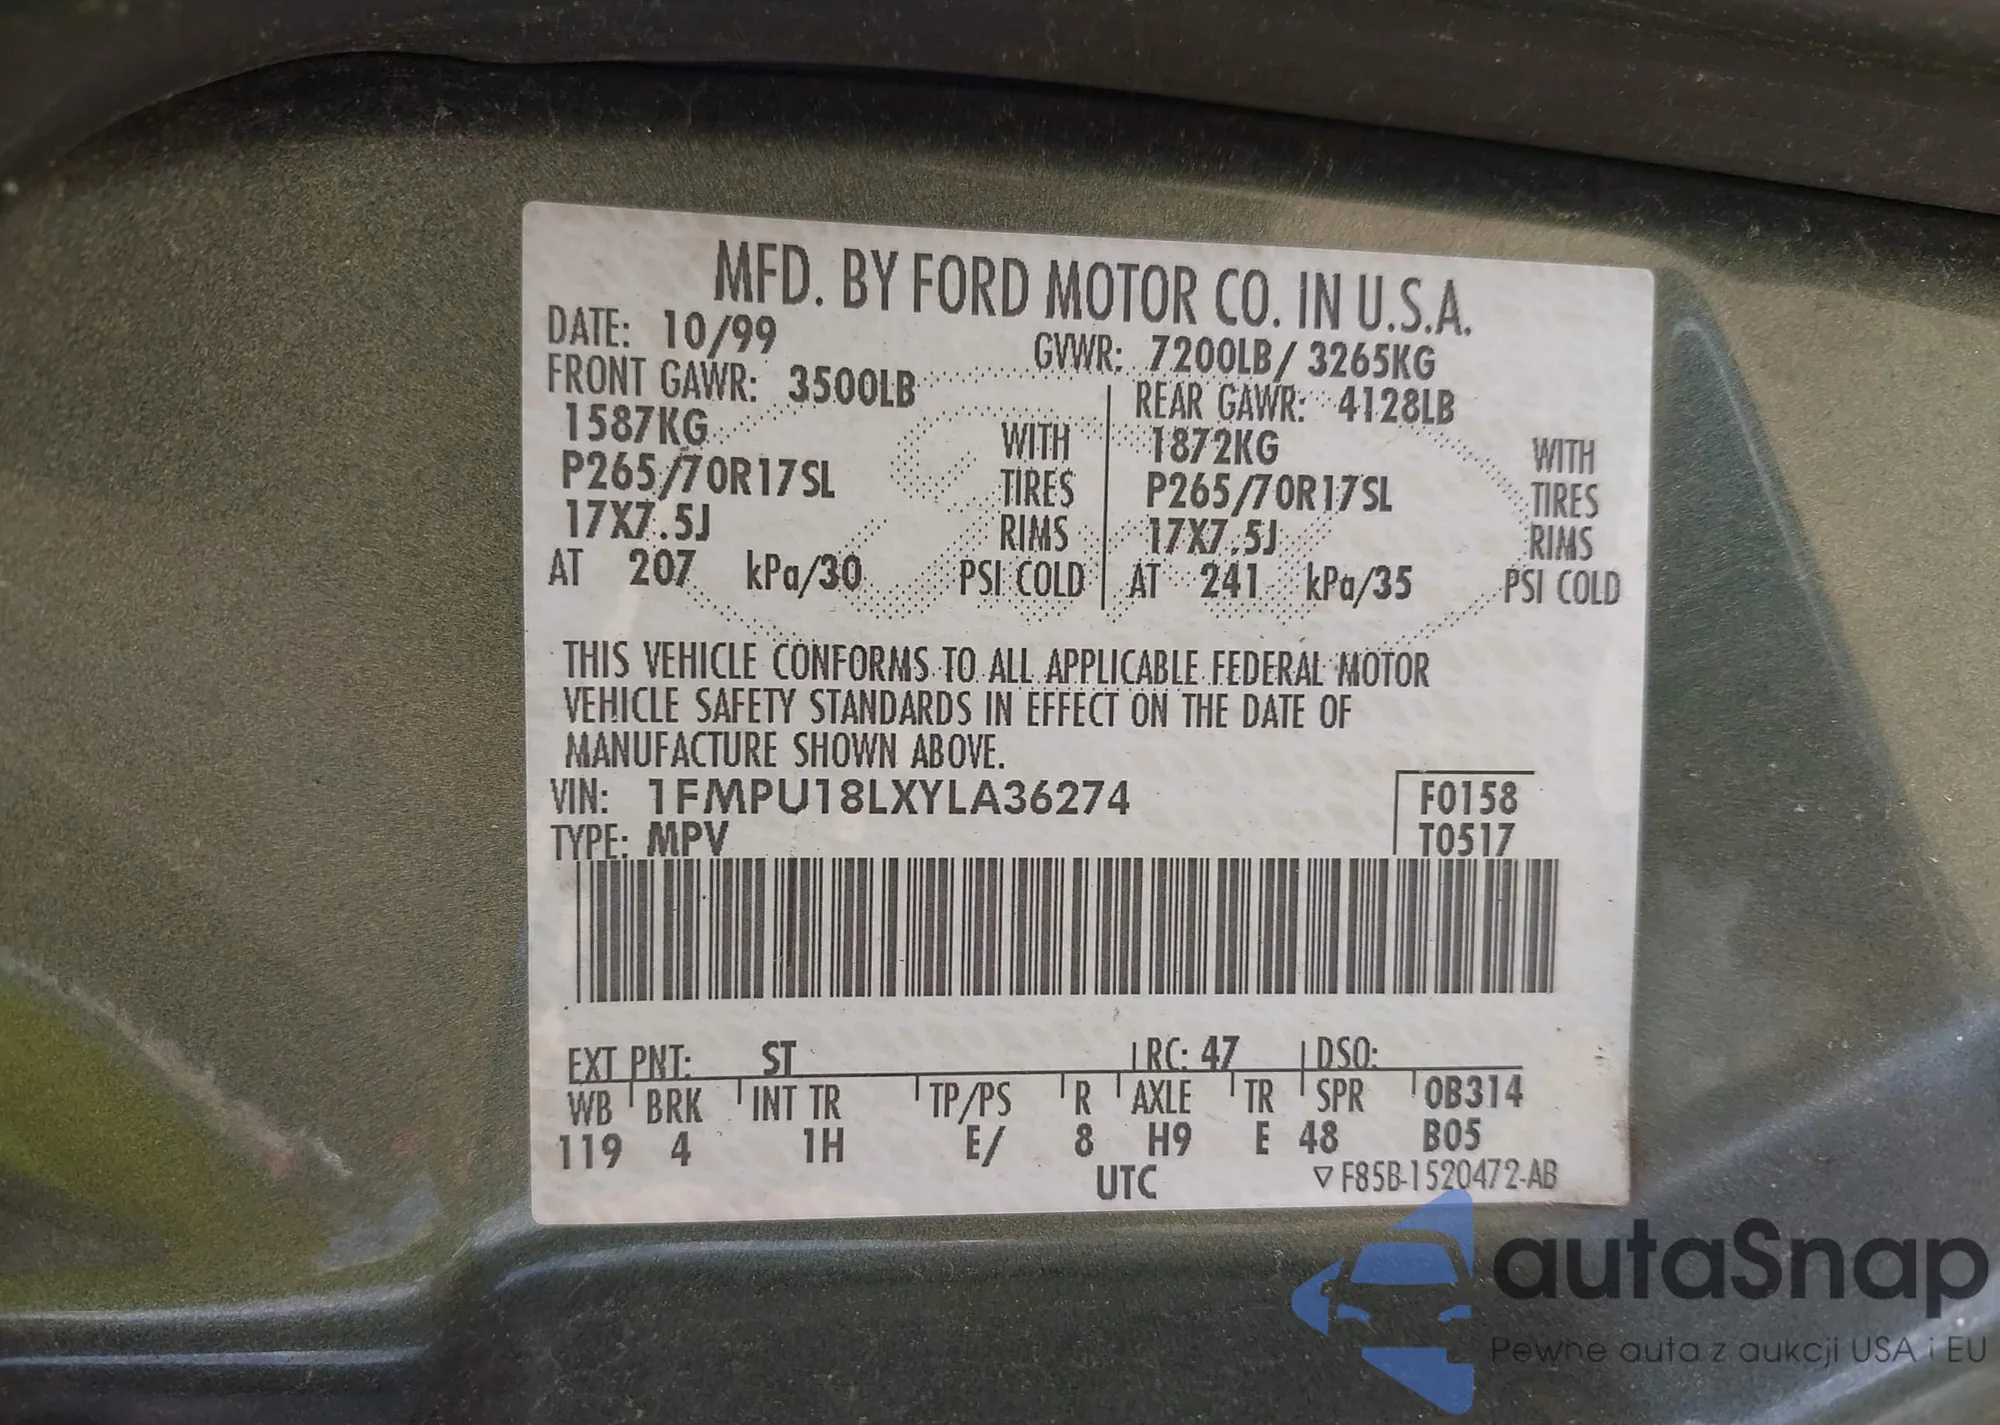 MFD. BY FORD MOTOR CO. IN U.S.A.
DATE: 10/99 GVWR: 7200LB/ 3265KG
FRONT GAWR: 3500LB REAR GAWR: 4128LB
1587KG WITH 1872KG WITH
P265/70R17SL TIRES P265/70R17SL TIRES
17X7.5J RIMS 17X7.5J RIMS
AT 207 kPa/30 PSI COLD AT 241 kPa/35 PSI COLD
THIS VEHICLE CONFORMS TO ALL APPLICABLE FEDERAL MOTOR
VEHICLE SAFETY STANDARDS IN EFFECT ON THE DATE OF
MANUFACTURE SHOWN ABOVE.
VIN: 1FMPU18LXYLA36274 F0158
TYPE: MPV T0517
EXT PNT: ST RC: 47 DSO:
WB BRK INT TR TP/PS R AXLE TR SPR 0B314
119 4 1H E/ 8 H9 E 48 B05
UTC ▽F85B-1520472-AB
autaSnap
Pewne auta z aukcji USA i EU